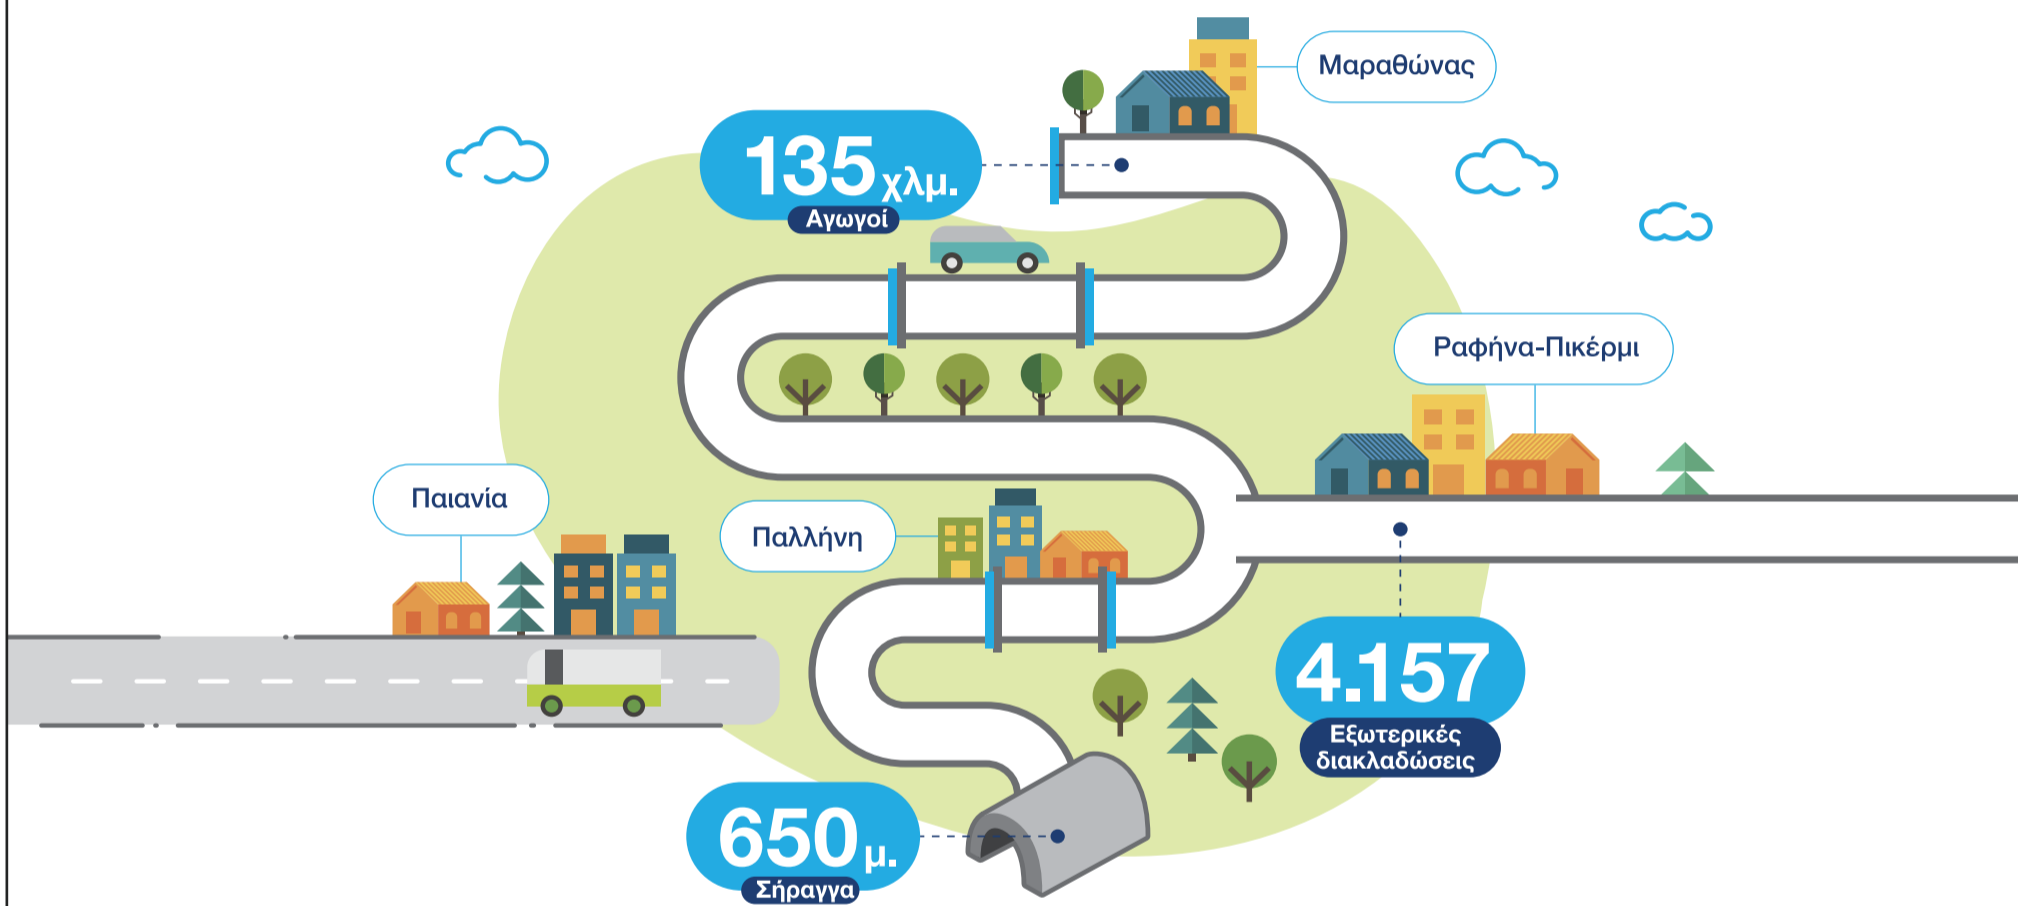 Μαραθώνας
135 χλμ.
Αγωγοί
Ραφήνα-Πικέρμι
Παιανία
Παλλήνη
4.157
Εξωτερικές
διακλαδώσεις
650 μ.
Σήραγγα